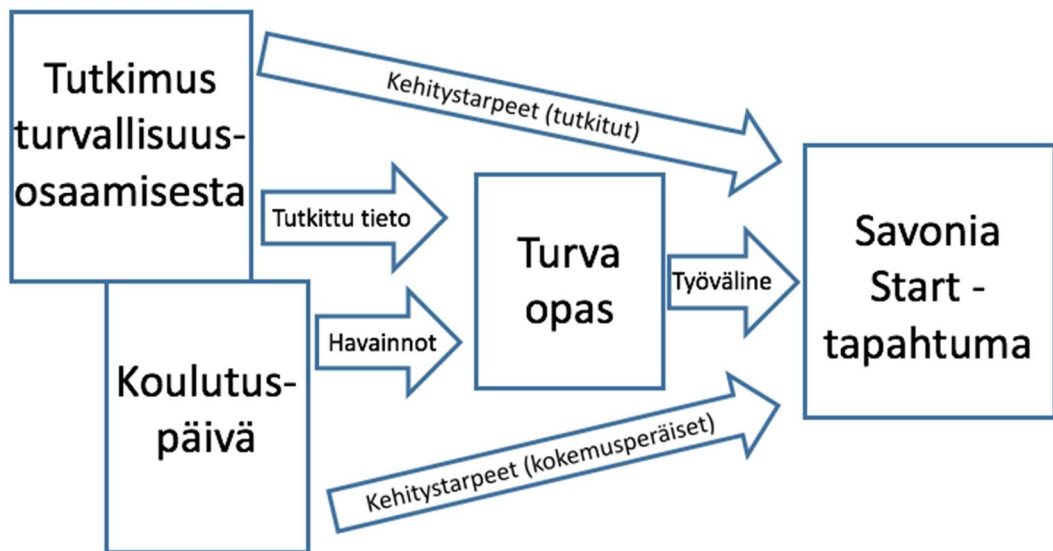 Tutkimus
turvallisuus-
osaamisesta
Kehitystarpeet (tutkitut)
Tutkittu tieto
Koulutus-
päivä
Havainnot
Kehitystarpeet (kokemusperäiset)
Turva
opas
Työväline
Savonia
Start -
tapahtuma